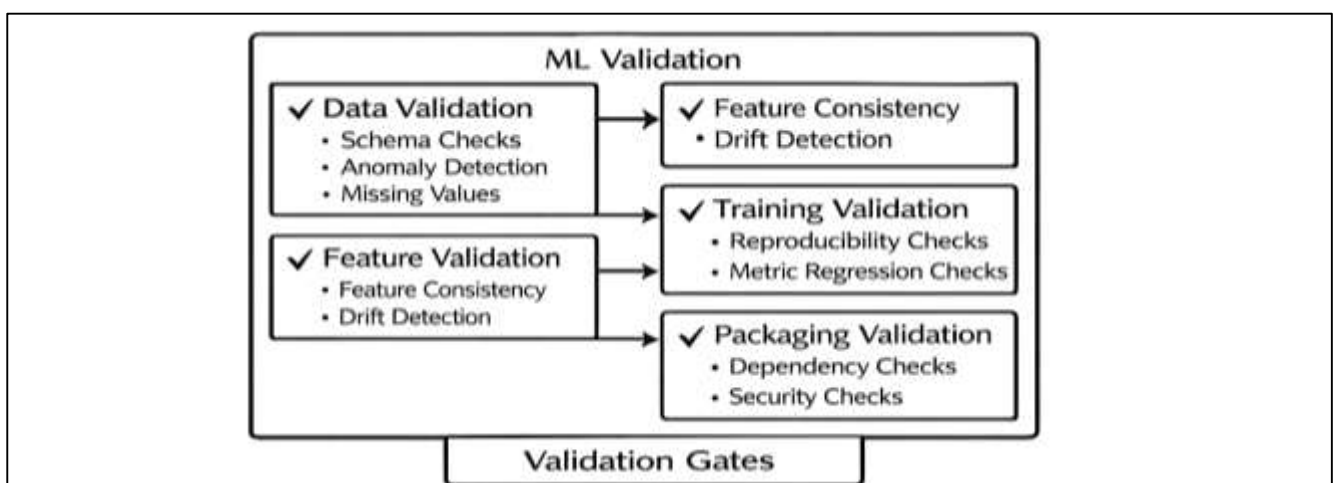 ML Validation
✓ Data Validation
• Schema Checks
• Anomaly Detection
• Missing Values
✓ Feature Validation
• Feature Consistency
• Drift Detection
✓ Feature Consistency
• Drift Detection
✓ Training Validation
• Reproducibility Checks
• Metric Regression Checks
✓ Packaging Validation
• Dependency Checks
• Security Checks
Validation Gates